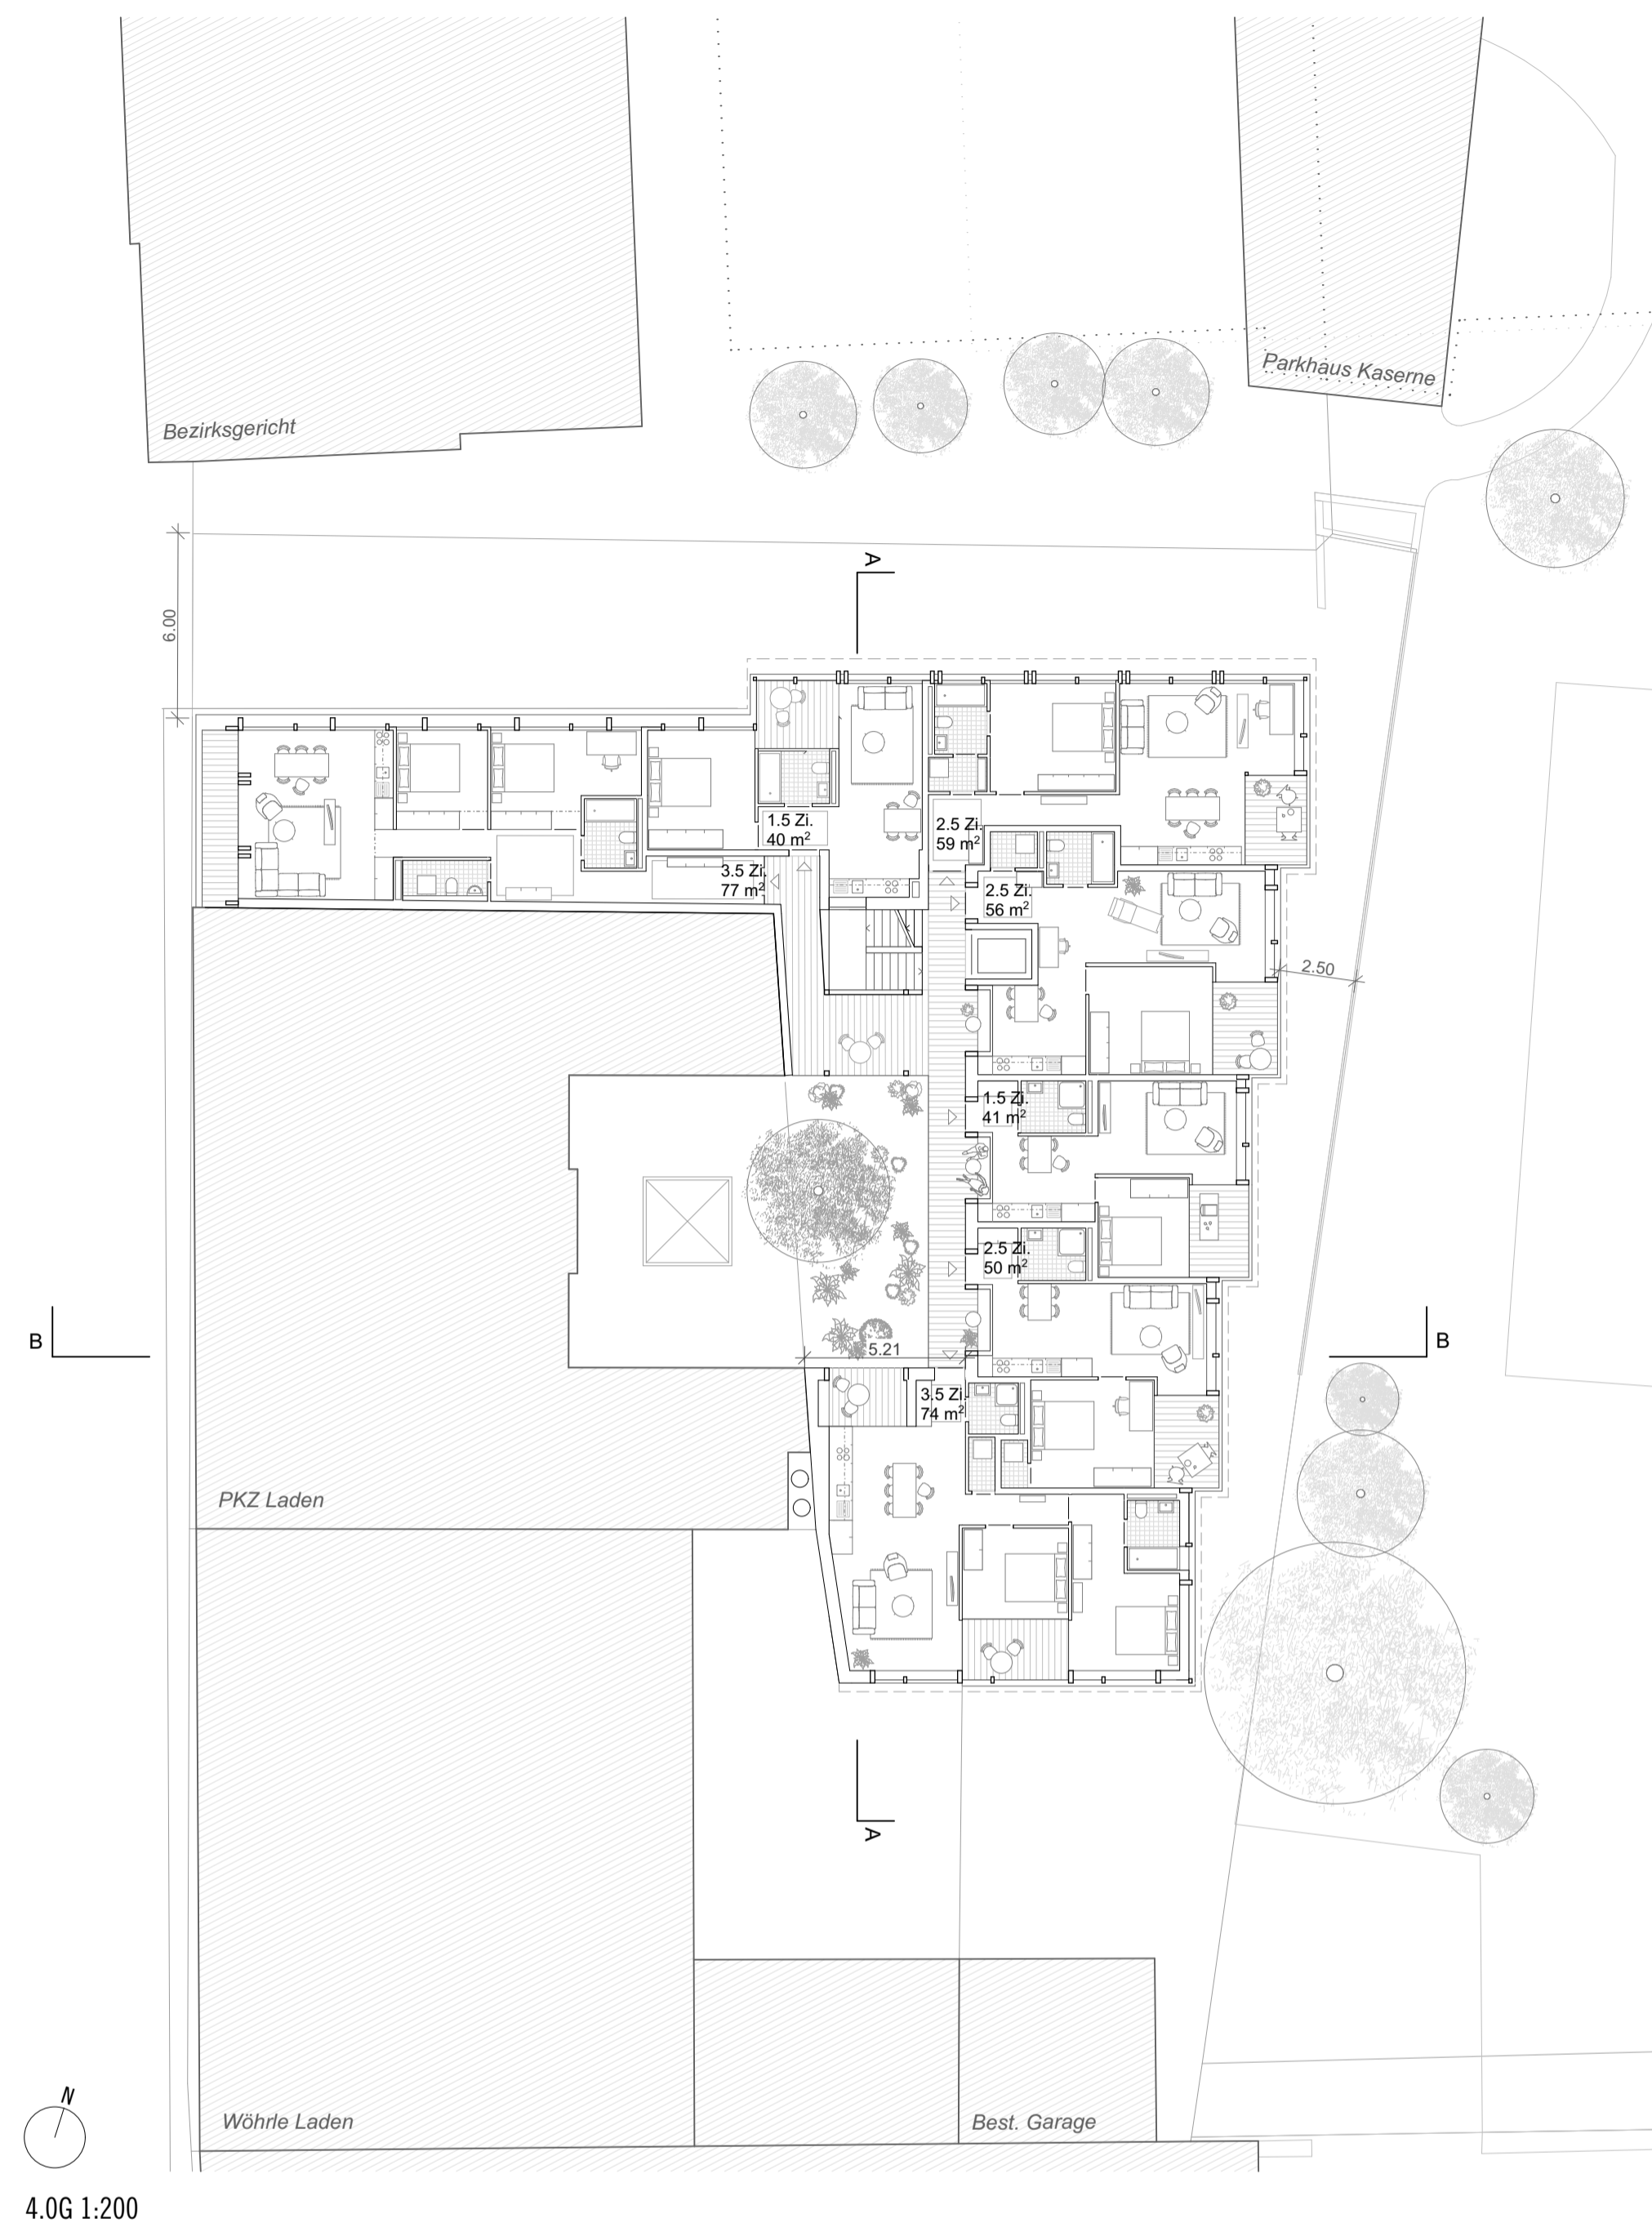 Bezirksgericht
Parkhaus Kaserne
A
6.00
1.5 Zi.
40 m²
2.5 Zi.
59 m²
3.5 Zi.
77 m²
2.5 Zi.
56 m²
2.50
1.5 Zi.
41 m²
2.5 Zi.
50 m²
B
B
5.21
3.5 Zi.
74 m²
PKZ Laden
A
N
Wöhrle Laden
Best. Garage
4.OG 1:200